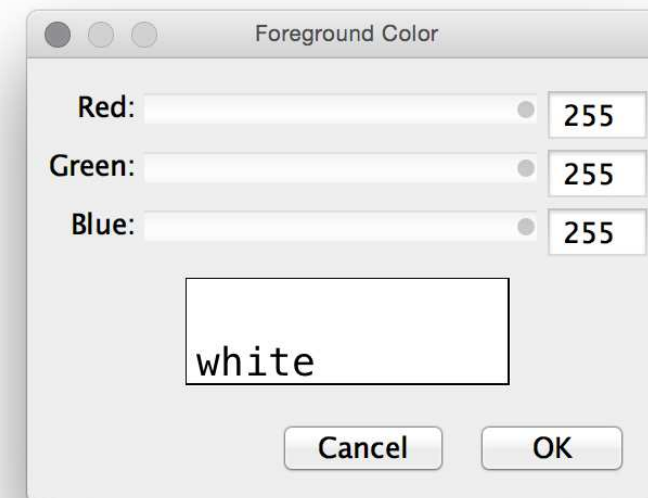 Foreground Color
Red: 255
Green: 255
Blue: 255
white
Cancel OK